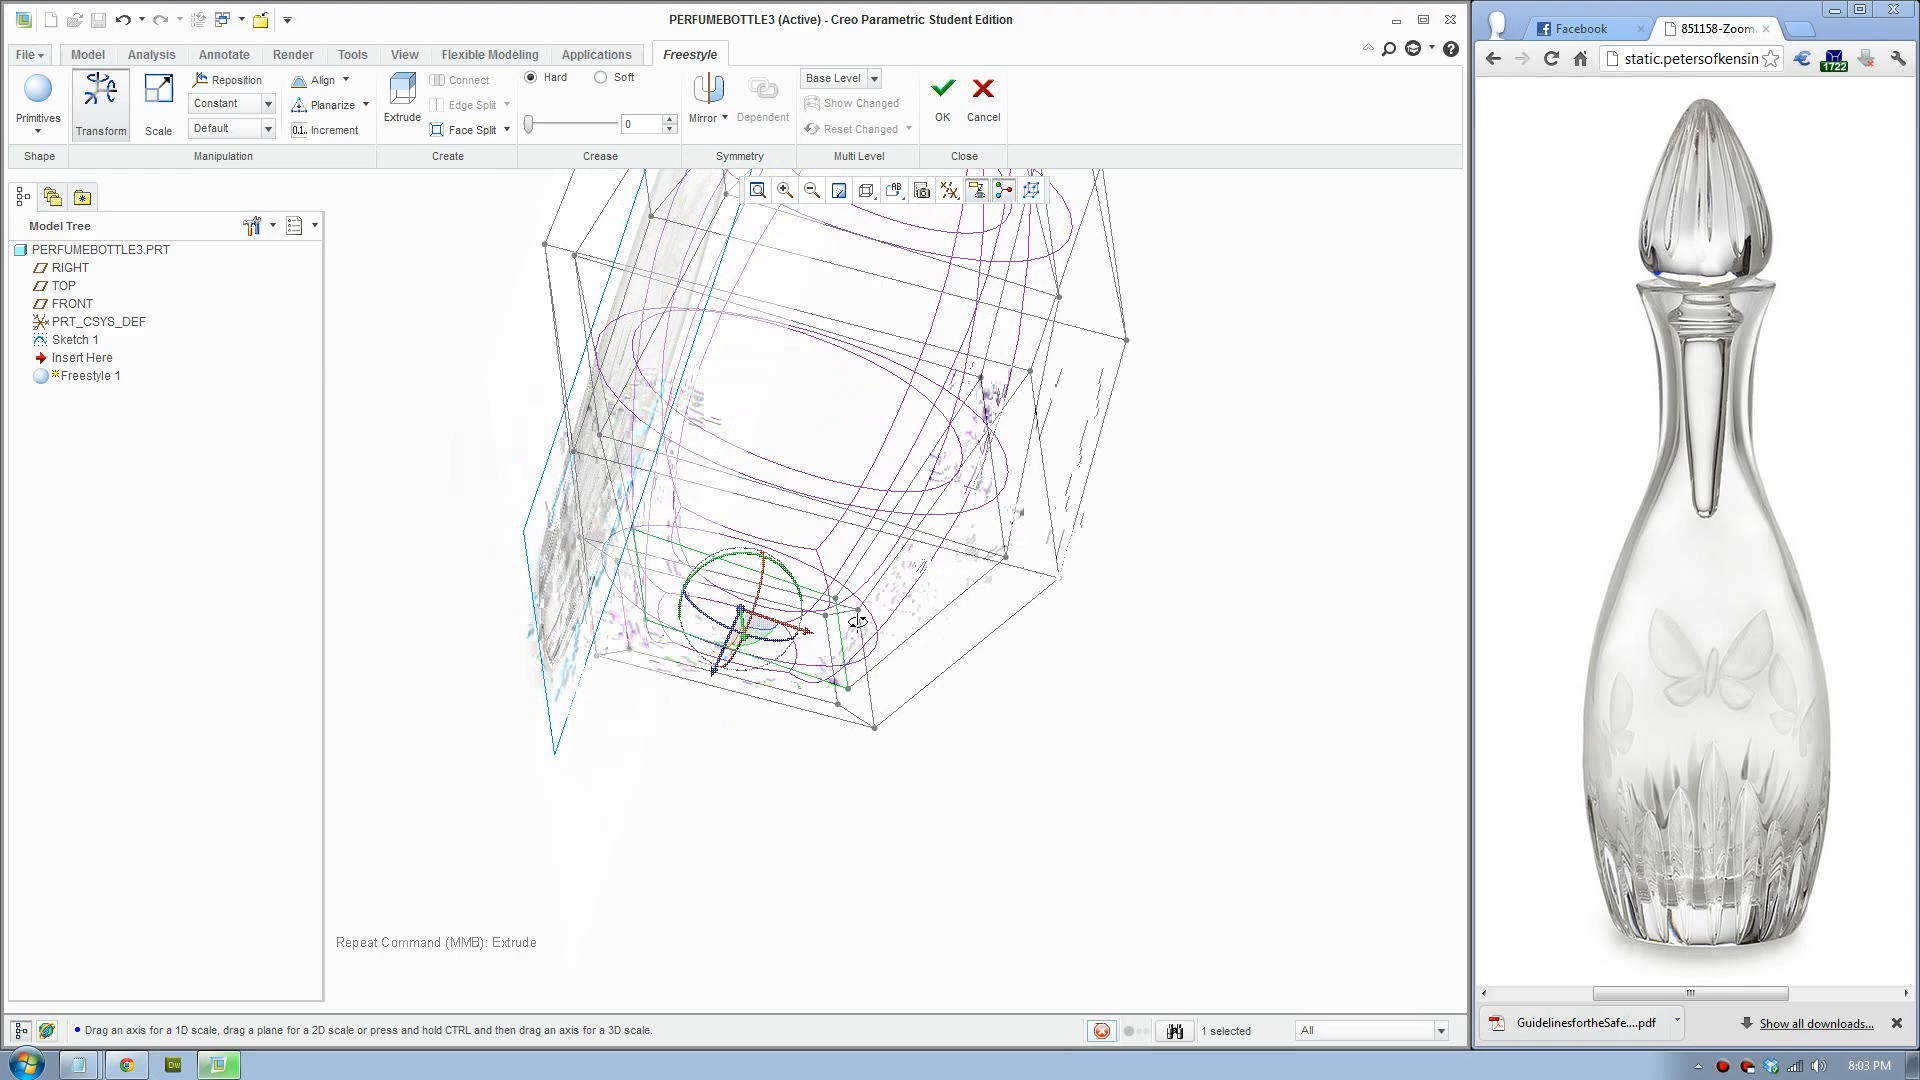 PERFUMEBOTTLE3 (Active) - Creo Parametric Student Edition
Facebook
851158-Zoom.
static.petersofkensin
1722
File
Model
Analysis
Annotate
Render
Tools
View
Flexible Modeling
Applications
Freestyle
Primitives
Transform
Scale
Reposition
Constant
Default
Align
Planarize
0.1.. Increment
Extrude
Connect
Edge Split
Face Split
Hard
Soft
0
Mirror
Dependent
Base Level
Show Changed
Reset Changed
OK
Cancel
Shape
Manipulation
Create
Crease
Symmetry
Multi Level
Close
Model Tree
PERFUMEBOTTLE3.PRT
RIGHT
TOP
FRONT
PRT_CSYS_DEF
Sketch 1
Insert Here
Freestyle 1
Repeat Command (MMB): Extrude
Drag an axis for a 1D scale, drag a plane for a 2D scale or press and hold CTRL and then drag an axis for a 3D scale.
1 selected
All
GuidelinesfortheSafe....pdf
Show all downloads...
Dw
8:03 PM